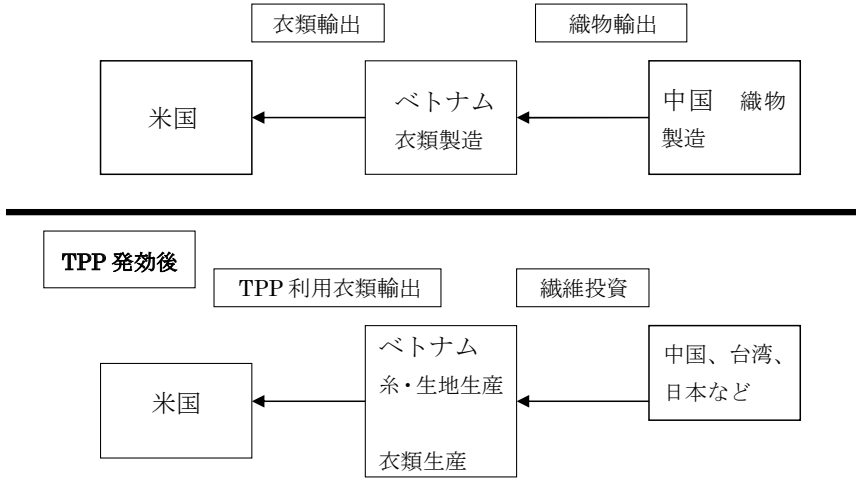 衣類輸出
織物輸出
米国
ベトナム
衣類製造
中国 織物
製造
TPP 発効後
TPP 利用衣類輸出
繊維投資
米国
ベトナム
糸・生地生産
衣類生産
中国、台湾、
日本など